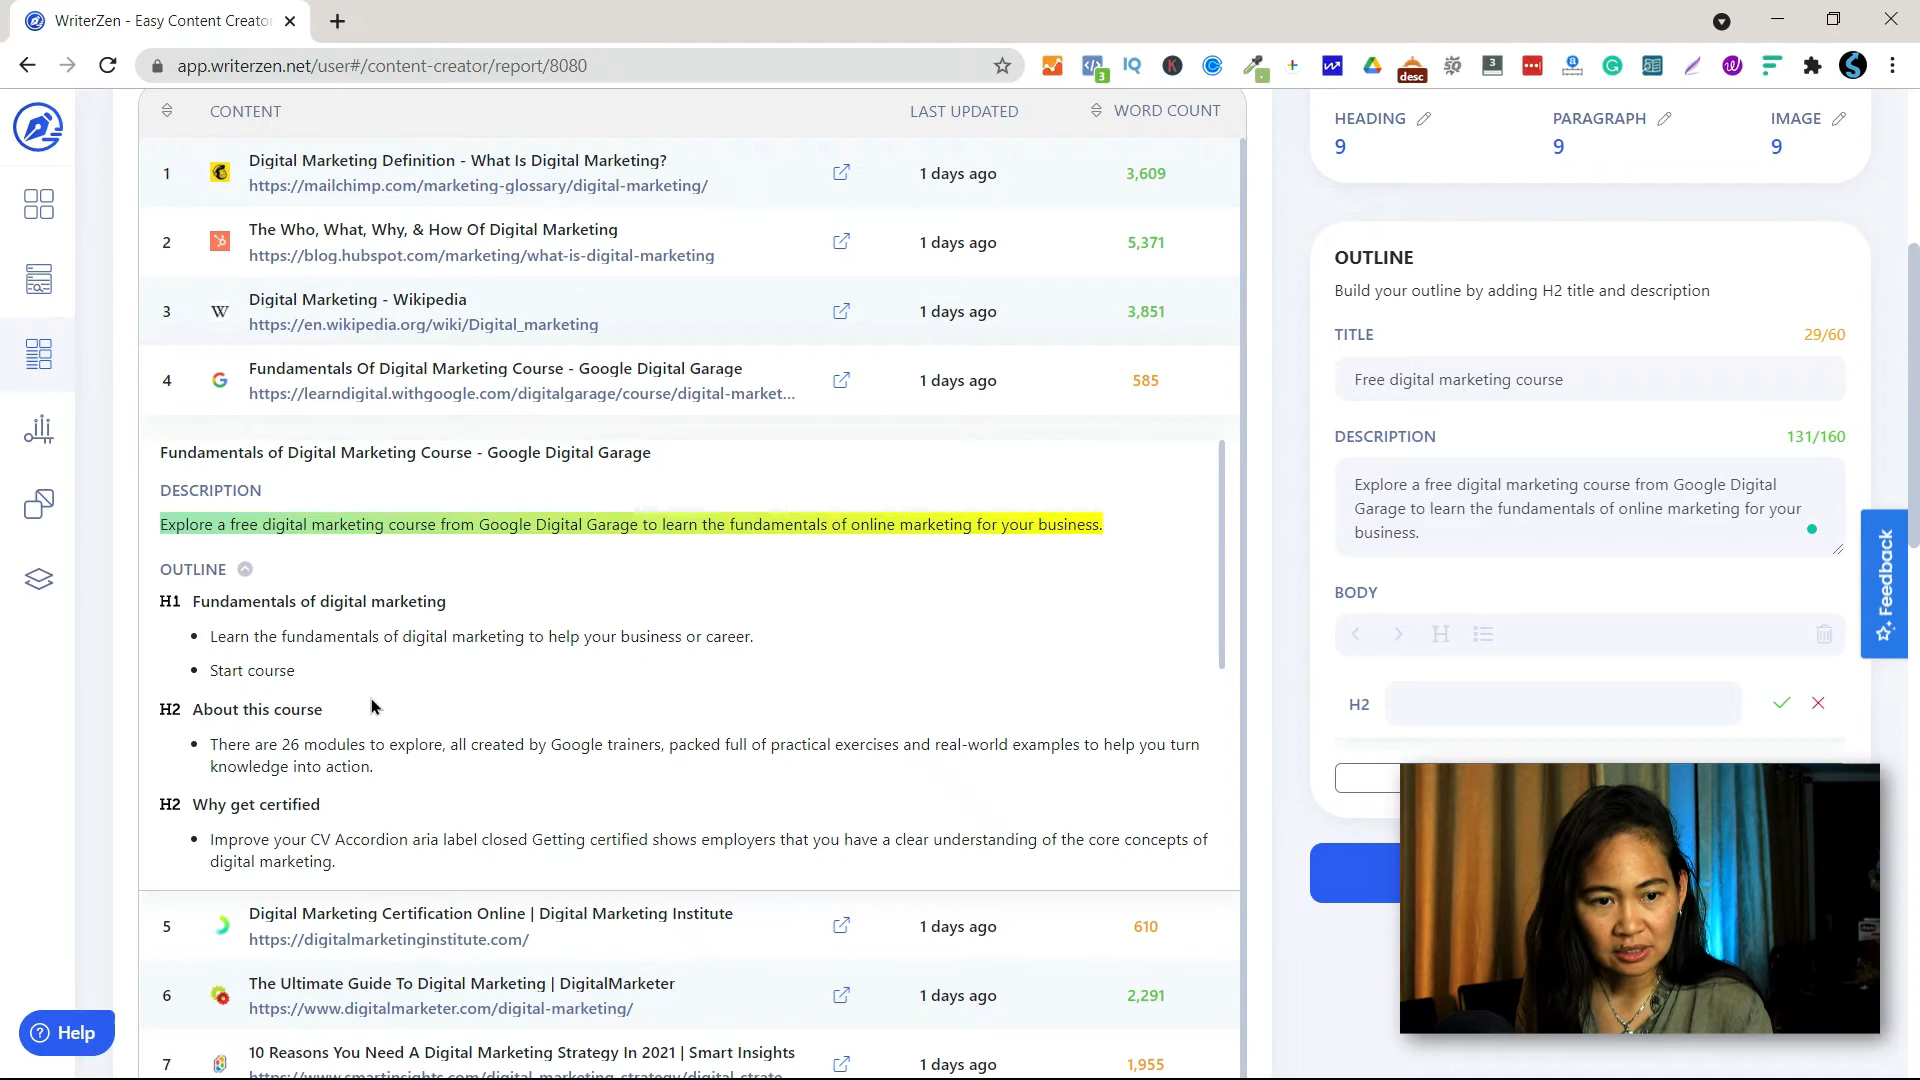 WriterZen - Easy Content Creator
app.writerzen.net/user#/content-creator/report/8080
3
desc
3
CONTENT
LAST UPDATED
WORD COUNT
1
Digital Marketing Definition - What Is Digital Marketing?
https://mailchimp.com/marketing-glossary/digital-marketing/
1 days ago
3,609
2
The Who, What, Why, & How Of Digital Marketing
https://blog.hubspot.com/marketing/what-is-digital-marketing
1 days ago
5,371
3
Digital Marketing - Wikipedia
https://en.wikipedia.org/wiki/Digital_marketing
1 days ago
3,851
4
Fundamentals Of Digital Marketing Course - Google Digital Garage
https://learndigital.withgoogle.com/digitalgarage/course/digital-market...
1 days ago
585
Fundamentals of Digital Marketing Course - Google Digital Garage
DESCRIPTION
Explore a free digital marketing course from Google Digital Garage to learn the fundamentals of online marketing for your business.
OUTLINE
H1 Fundamentals of digital marketing
• Learn the fundamentals of digital marketing to help your business or career.
• Start course
H2 About this course
• There are 26 modules to explore, all created by Google trainers, packed full of practical exercises and real-world examples to help you turn
knowledge into action.
H2 Why get certified
• Improve your CV Accordion aria label closed Getting certified shows employers that you have a clear understanding of the core concepts of
digital marketing.
5
Digital Marketing Certification Online | Digital Marketing Institute
https://digitalmarketinginstitute.com/
1 days ago
610
6
The Ultimate Guide To Digital Marketing | DigitalMarketer
https://www.digitalmarketer.com/digital-marketing/
1 days ago
2,291
7
10 Reasons You Need A Digital Marketing Strategy In 2021 | Smart Insights
https://www.smartinsights.com/digital-marketing-strategy/digital-strate...
1 days ago
1,955
Help
HEADING
9
PARAGRAPH
9
IMAGE
9
OUTLINE
Build your outline by adding H2 title and description
TITLE
29/60
Free digital marketing course
DESCRIPTION
131/160
Explore a free digital marketing course from Google Digital
Garage to learn the fundamentals of online marketing for your
business.
BODY
H
H2
Feedback